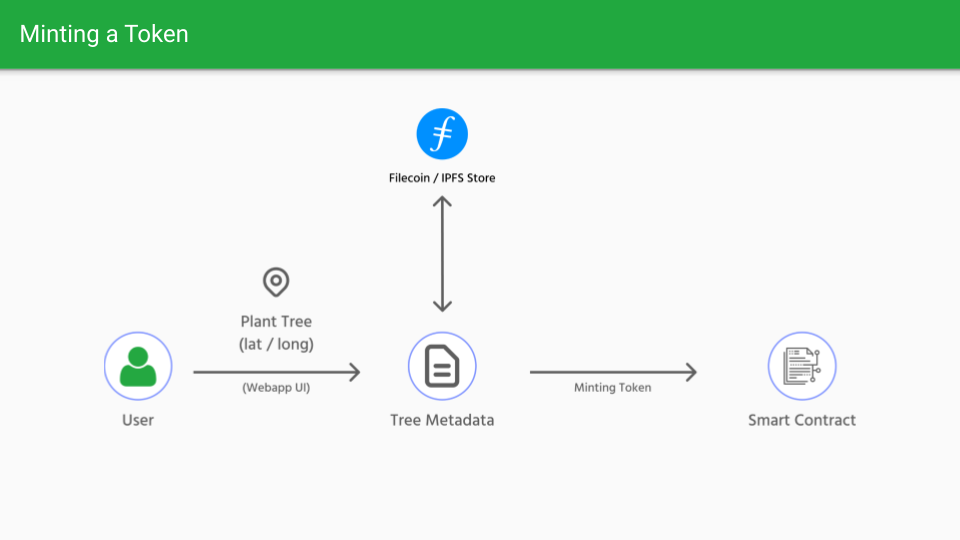 Minting a Token
Filecoin / IPFS Store
Plant Tree
(lat / long)
(Webapp UI)
Minting Token
User
Tree Metadata
Smart Contract